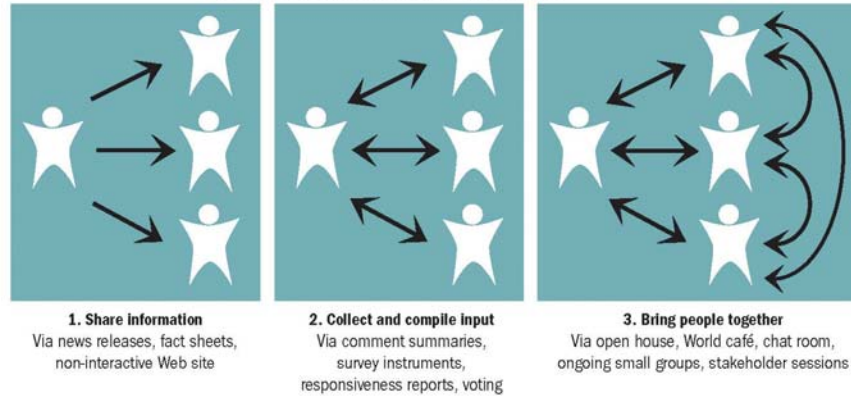 1. Share information
Via news releases, fact sheets,
non-interactive Web site
2. Collect and compile input
Via comment summaries,
survey instruments,
responsiveness reports, voting
3. Bring people together
Via open house, World café, chat room,
ongoing small groups, stakeholder sessions